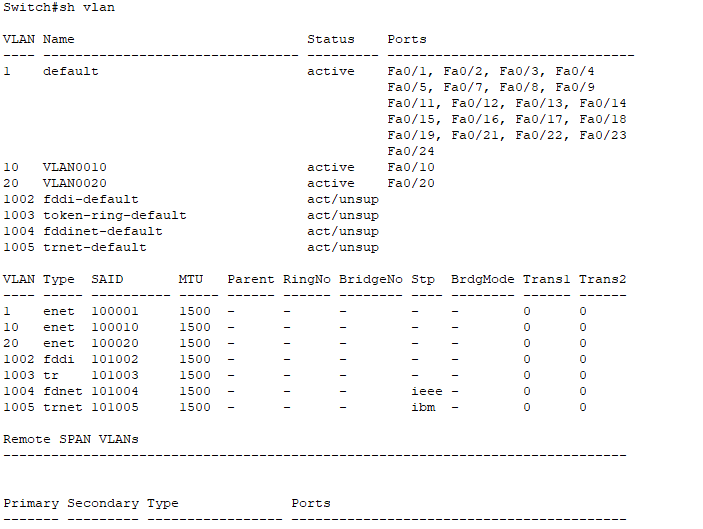 Switch#sh vlan
VLAN Name                             Status    Ports
---- -------------------------------- --------- -------------------------------
1    default                          active    Fa0/1, Fa0/2, Fa0/3, Fa0/4
                                                Fa0/5, Fa0/7, Fa0/8, Fa0/9
                                                Fa0/11, Fa0/12, Fa0/13, Fa0/14
                                                Fa0/15, Fa0/16, Fa0/17, Fa0/18
                                                Fa0/19, Fa0/21, Fa0/22, Fa0/23
                                                Fa0/24
10   VLAN0010                         active    Fa0/10
20   VLAN0020                         active    Fa0/20
1002 fddi-default                     act/unsup
1003 token-ring-default               act/unsup
1004 fddinet-default                  act/unsup
1005 trnet-default                    act/unsup
VLAN Type  SAID       MTU   Parent RingNo BridgeNo Stp  BrdgMode Trans1 Trans2
---- ----- ---------- ----- ------ ------ -------- ---- -------- ------ ------
1    enet  100001     1500  -      -      -        -    -        0      0
10   enet  100010     1500  -      -      -        -    -        0      0
20   enet  100020     1500  -      -      -        -    -        0      0
1002 fddi  101002     1500  -      -      -        -    -        0      0
1003 tr    101003     1500  -      -      -        -    -        0      0
1004 fdnet 101004     1500  -      -      -        ieee -        0      0
1005 trnet 101005     1500  -      -      -        ibm  -        0      0
Remote SPAN VLANs
------------------------------------------------------------------------------
Primary Secondary Type              Ports
------- --------- ----------------- ------------------------------------------